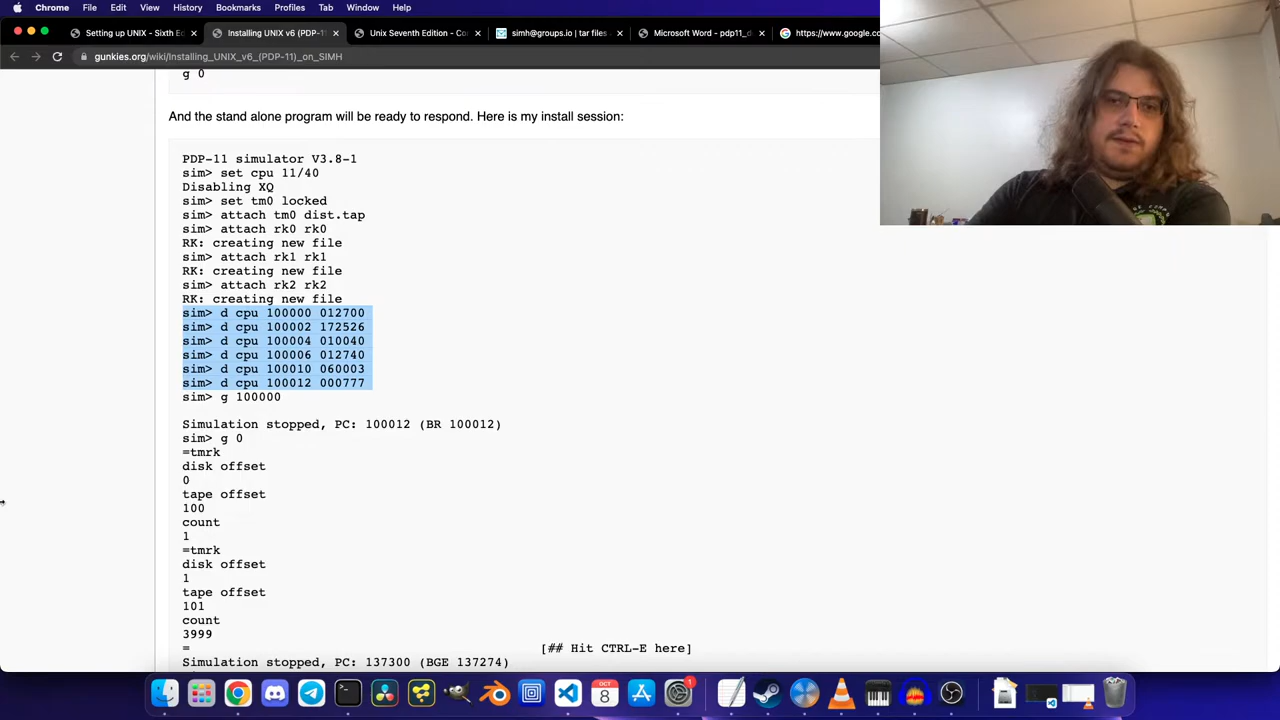 Chrome File Edit View History Bookmarks Profiles Tab Window Help
Setting up UNIX - Sixth Ed
Installing UNIX v6 (PDP-1
Unix Seventh Edition - Co
simh@groups.io | tar files
Microsoft Word - pdp11_d
https://www.google.co
gunkies.org/wiki/Installing_UNIX_v6_(PDP-11)_on_SIMH
g 0
And the stand alone program will be ready to respond. Here is my install session:
PDP-11 simulator V3.8-1
sim> set cpu 11/40
Disabling XQ
sim> set tm0 locked
sim> attach tm0 dist.tap
sim> attach rk0 rk0
RK: creating new file
sim> attach rk1 rk1
RK: creating new file
sim> attach rk2 rk2
RK: creating new file
sim> d cpu 100000 012700
sim> d cpu 100002 172526
sim> d cpu 100004 010040
sim> d cpu 100006 012740
sim> d cpu 100010 060003
sim> d cpu 100012 000777
sim> g 100000
Simulation stopped, PC: 100012 (BR 100012)
sim> g 0
=tmrk
disk offset
0
tape offset
100
count
1
=tmrk
disk offset
1
tape offset
101
count
3999
= [## Hit CTRL-E here]
Simulation stopped, PC: 137300 (BGE 137274)
OCT
8
1